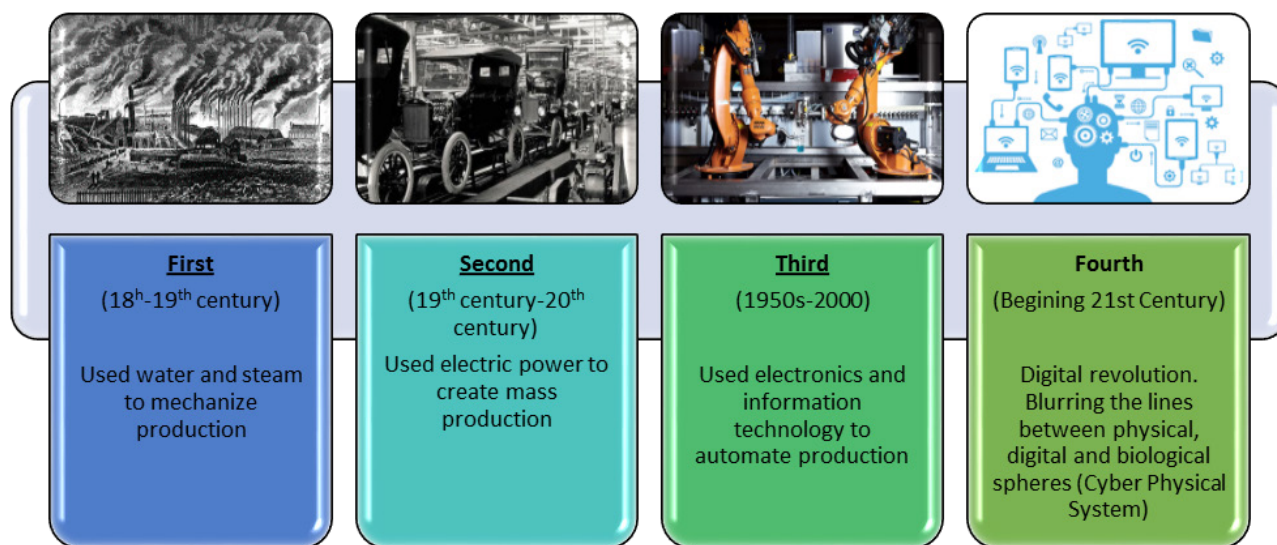 First
(18ʰ-19ᵗʰ century)
Used water and steam
to mechanize
production
Second
(19ᵗʰ century-20ᵗʰ
century)
Used electric power to
create mass
production
Third
(1950s-2000)
Used electronics and
information
technology to
automate production
Fourth
(Begining 21st Century)
Digital revolution.
Blurring the lines
between physical,
digital and biological
spheres (Cyber Physical
System)